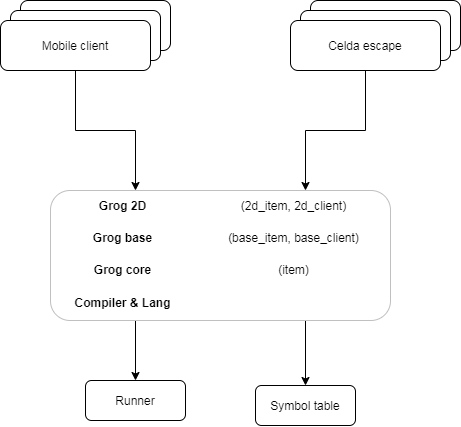 Mobile client
Celda escape
Grog 2D (2d_item, 2d_client)
Grog base (base_item, base_client)
Grog core (item)
Compiler & Lang
Runner
Symbol table